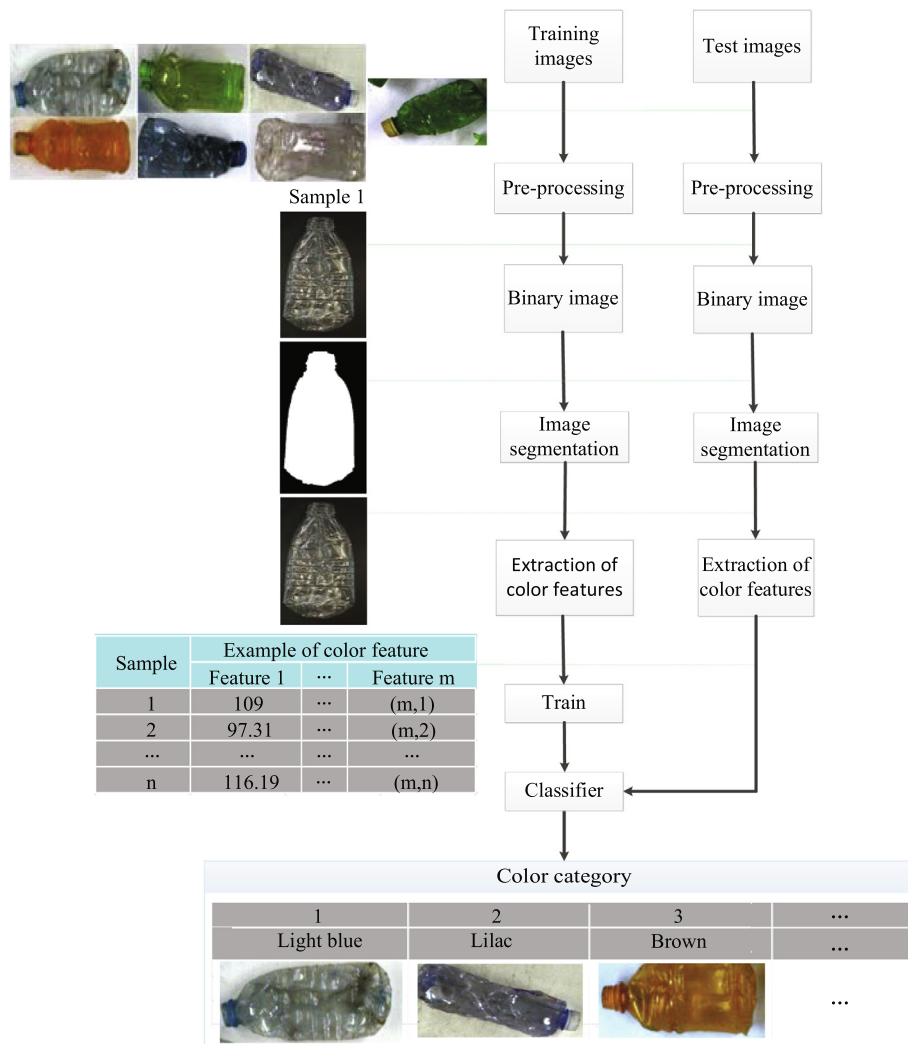 Training
images
Test images
Pre-processing
Pre-processing
Sample 1
Binary image
Binary image
Image
segmentation
Image
segmentation
Extraction of
color features
Extraction of
color features
Sample
Example of color feature
Feature 1 ... Feature m
1 109 ... (m,1)
2 97.31 ... (m,2)
... ... ... ...
n 116.19 ... (m,n)
Train
Classifier
Color category
1 2 3 ...
Light blue Lilac Brown ...
...